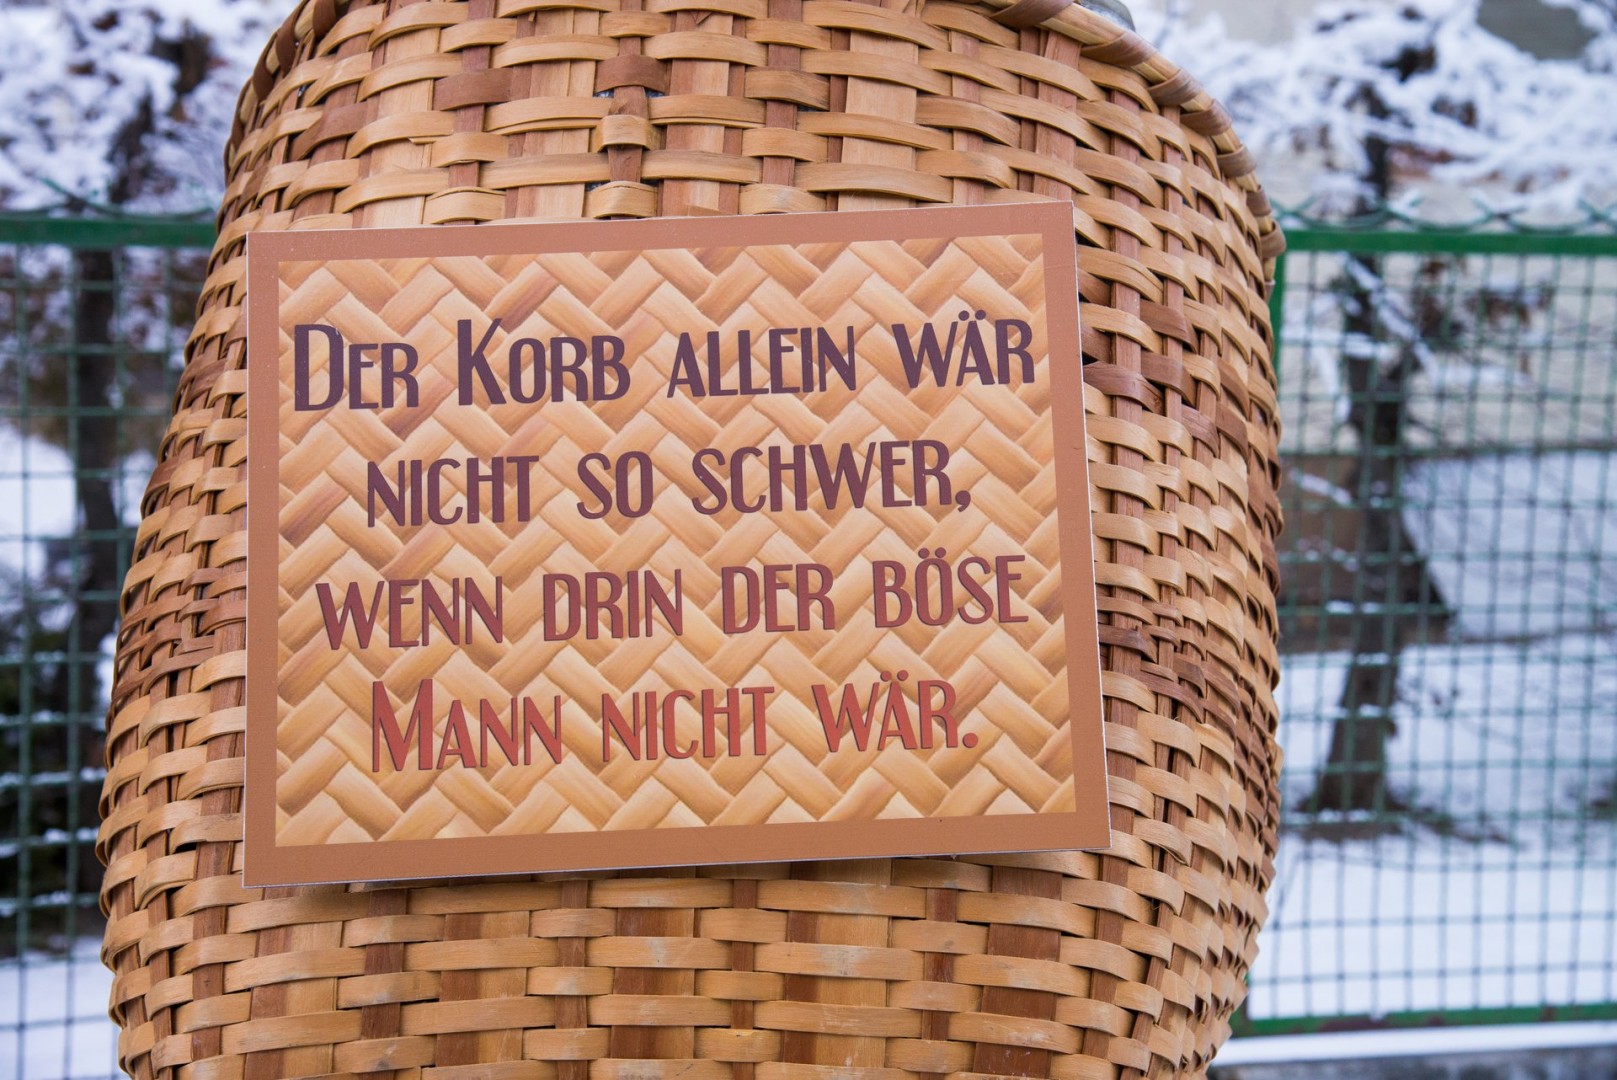 Der Korb allein wär
nicht so schwer,
wenn drin der böse
Mann nicht wär.